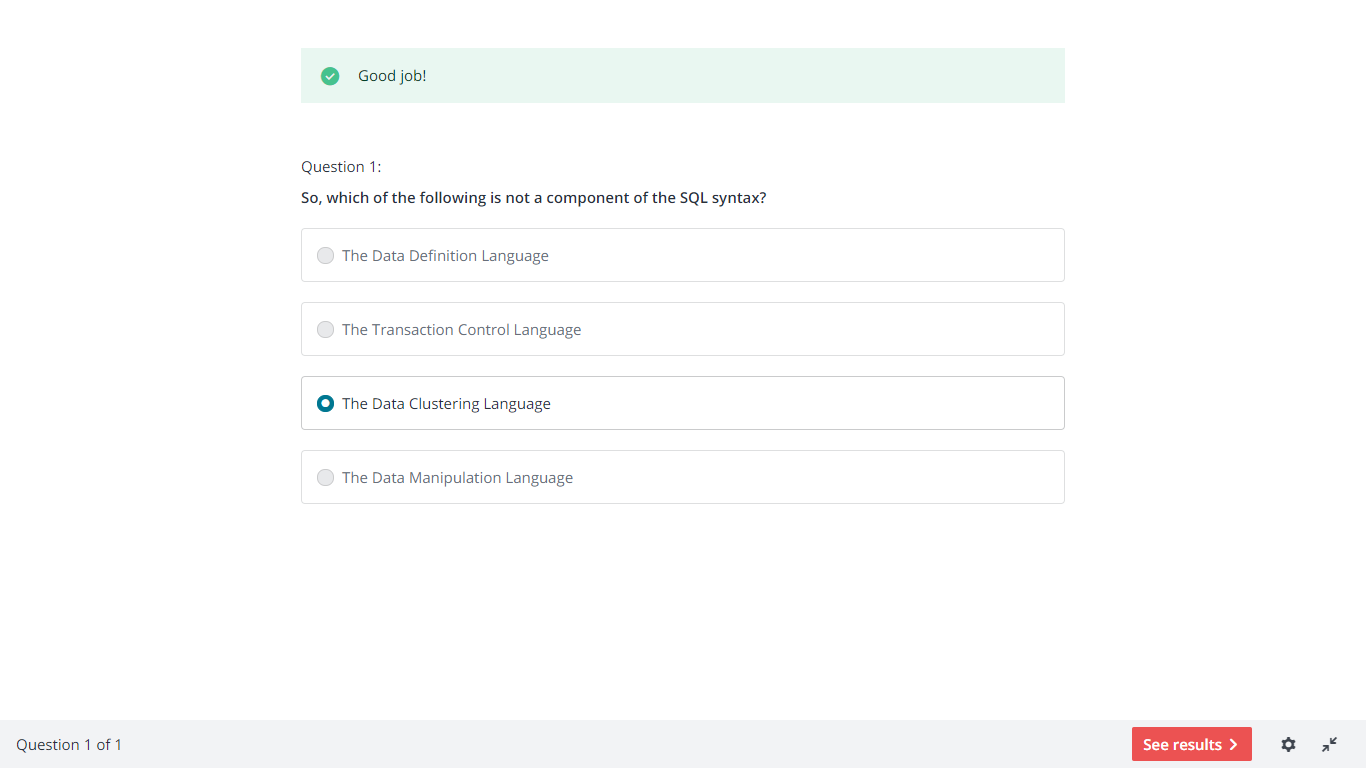 Good job!
Question 1:
So, which of the following is not a component of the SQL syntax?
The Data Definition Language
The Transaction Control Language
The Data Clustering Language
The Data Manipulation Language
Question 1 of 1
See results